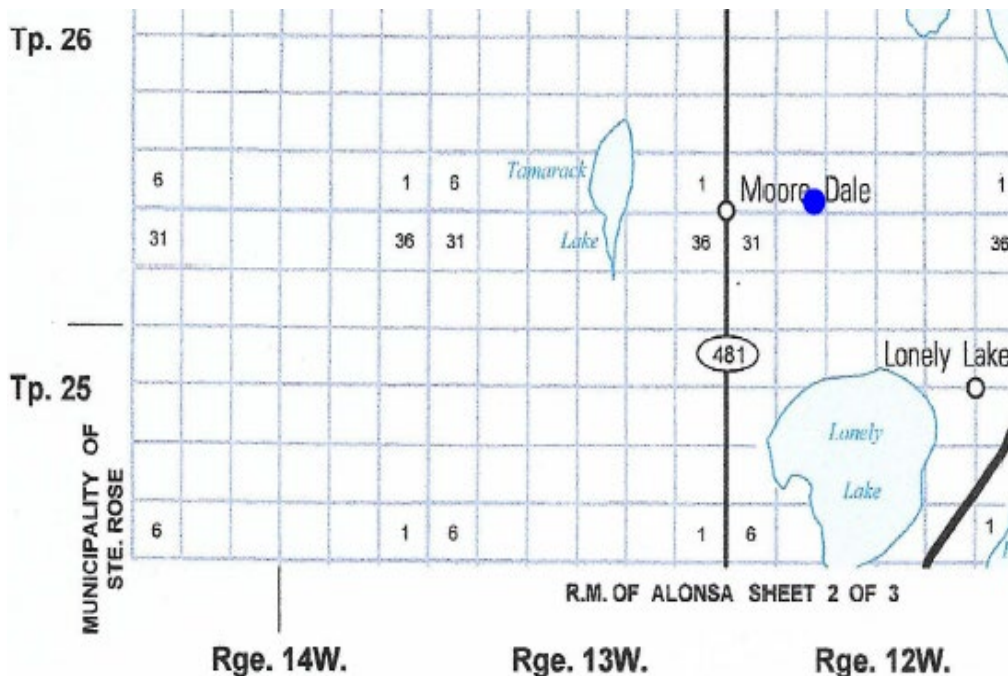 Tp. 26
Tamarack
6 1 6 1 Moore Dale 1
31 Lake
36 31 36 31 36
481
Lonely Lake
Tp. 25
Lonely
Lake
6 1 6 1 6 1
MUNICIPALITY OF
STE. ROSE
R.M. OF ALONSA SHEET 2 OF 3
Rge. 14W. Rge. 13W. Rge. 12W.